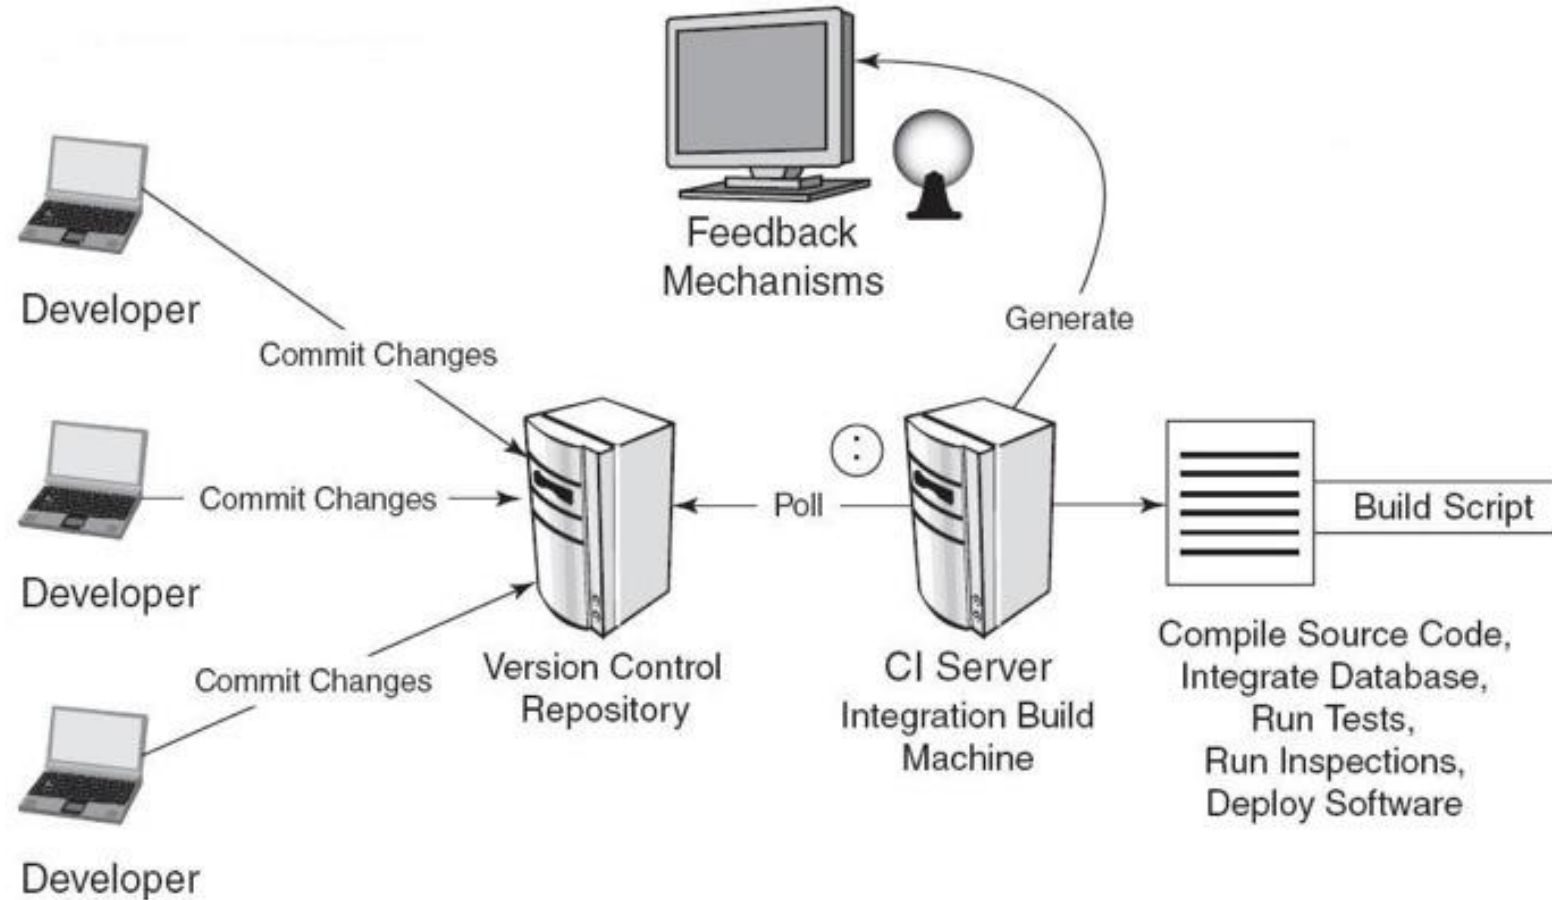 Feedback
Mechanisms
Developer
Generate
Commit Changes
Commit Changes
Poll
Build Script
Developer
Version Control
Repository
CI Server
Integration Build
Machine
Compile Source Code,
Integrate Database,
Run Tests,
Run Inspections,
Deploy Software
Commit Changes
Developer